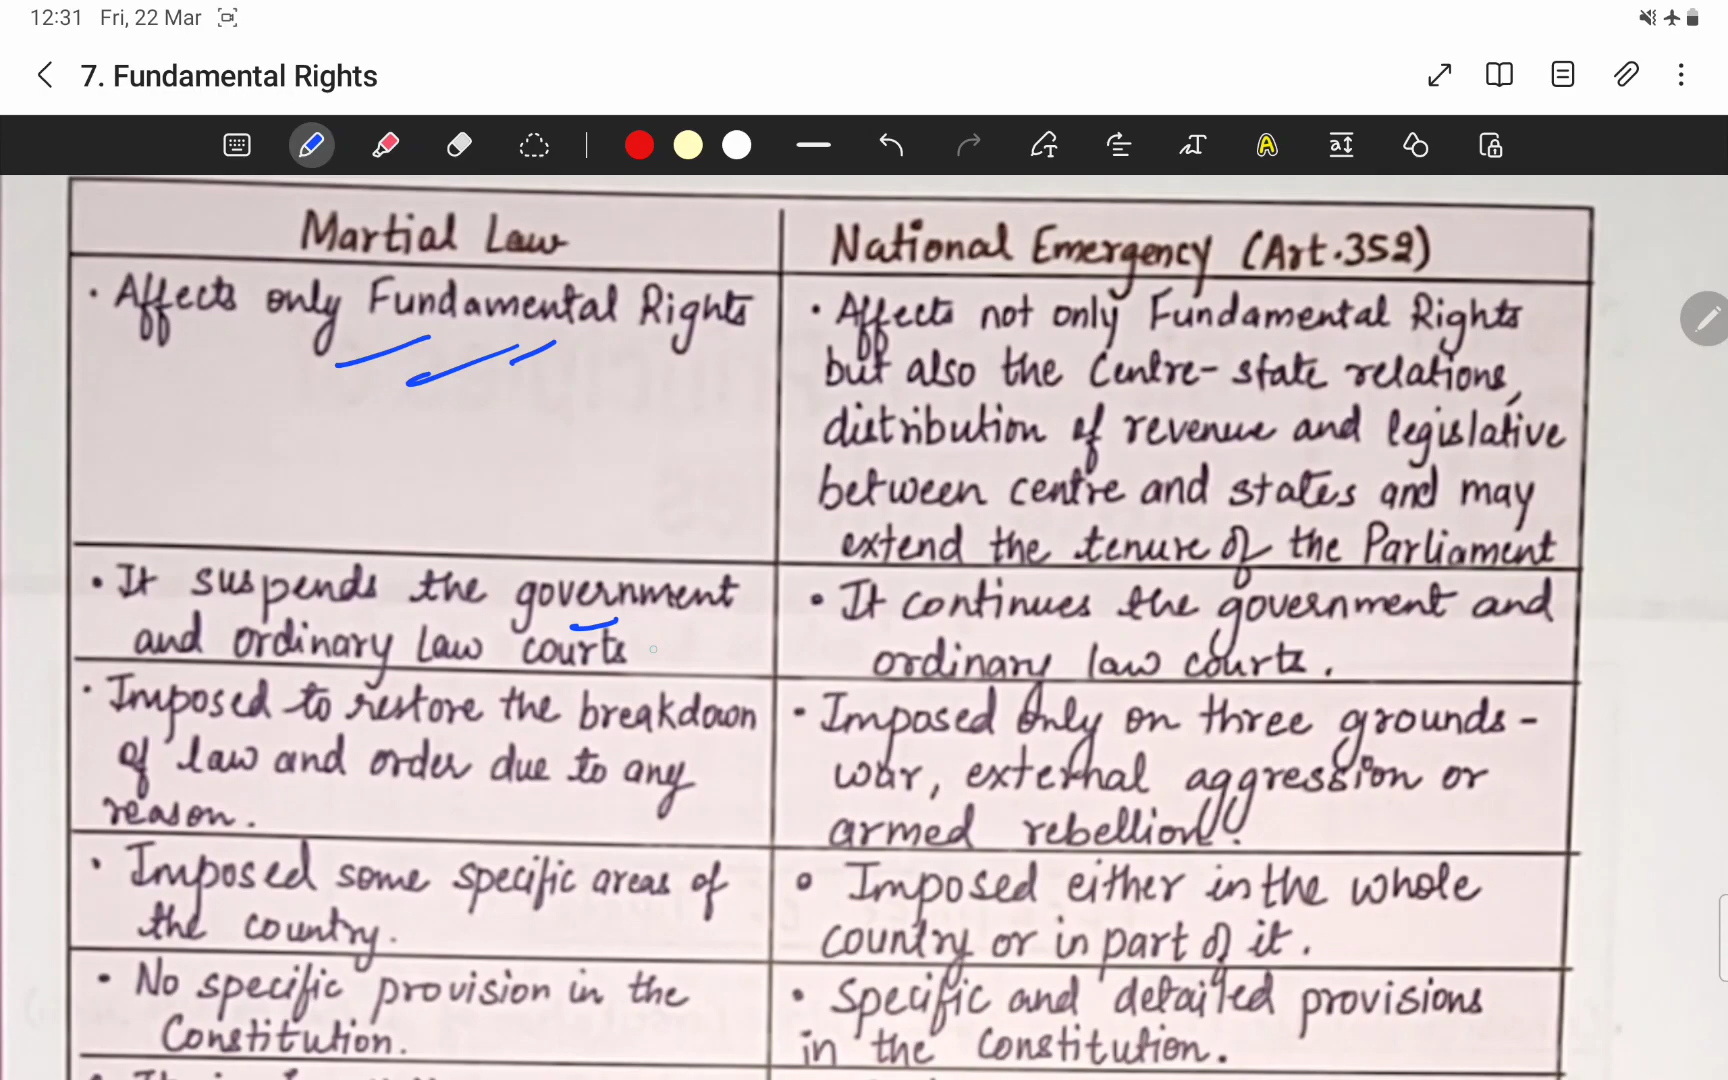 12:31 Fri, 22 Mar
7. Fundamental Rights
Martial Law
National Emergency (Art.352)
• Affects only Fundamental Rights
• Affects not only Fundamental Rights
but also the Centre-state relations,
distribution of revenue and legislative
between centre and states and may
extend the tenure of the Parliament
• It suspends the government
and ordinary law courts
• It continues the government and
ordinary law courts.
• Imposed to restore the breakdown
of law and order due to any
reason.
• Imposed only on three grounds-
war, external aggression or
armed rebellion.
• Imposed some specific areas of
the country.
• Imposed either in the whole
country or in part of it.
• No specific provision in the
Constitution.
• Specific and detailed provisions
in the Constitution.